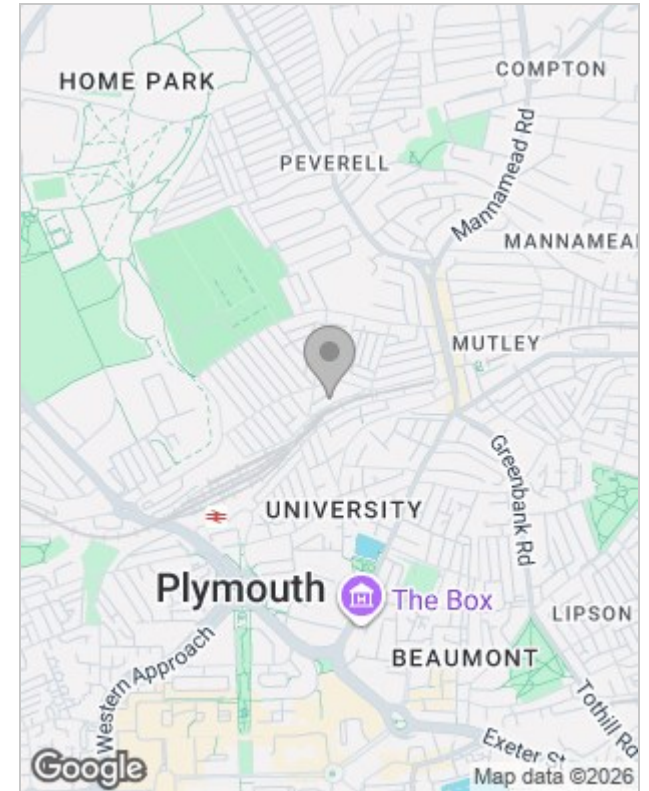 HOME PARK
COMPTON
PEVERELL
Mannamead Rd
MANNAMEA
MUTLEY
Greenbank Rd
UNIVERSITY
Plymouth
The Box
LIPSON
BEAUMONT
Western Approach
Tothill Rd
Exeter St
Google
Map data ©2026